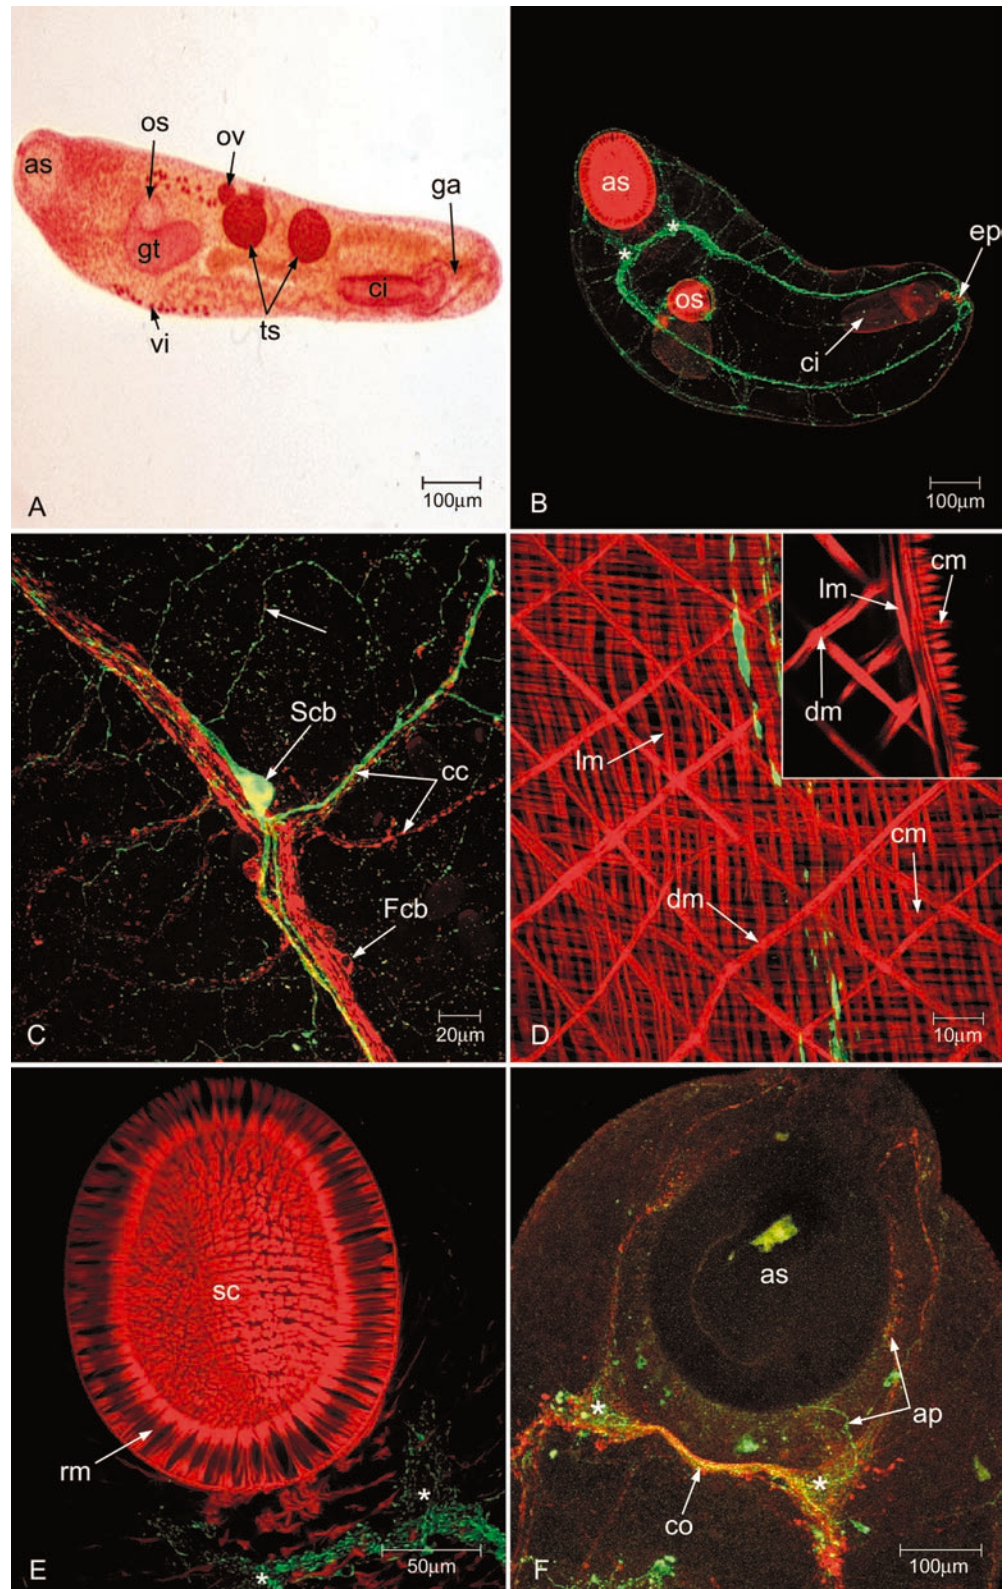 os
ov
as
ga
gt
ci
vi
ts
100μm
A
as
*
*
ep
os
ci
100μm
B
Scb
cc
Fcb
20μm
C
cm
lm
dm
lm
cm
dm
10μm
D
sc
rm
*
*
50μm
E
as
*
ap
*
co
100μm
F